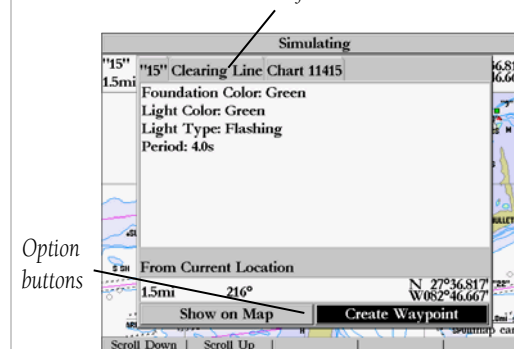 Simulating
"15"
1.5mi
"15" Clearing Line Chart 11415
Foundation Color: Green
Light Color: Green
Light Type: Flashing
Period: 4.0s
Option
buttons
From Current Location
1.5mi 216° N 27°36.817'
W082°46.667'
Show on Map Create Waypoint
Scroll Down Scroll Up